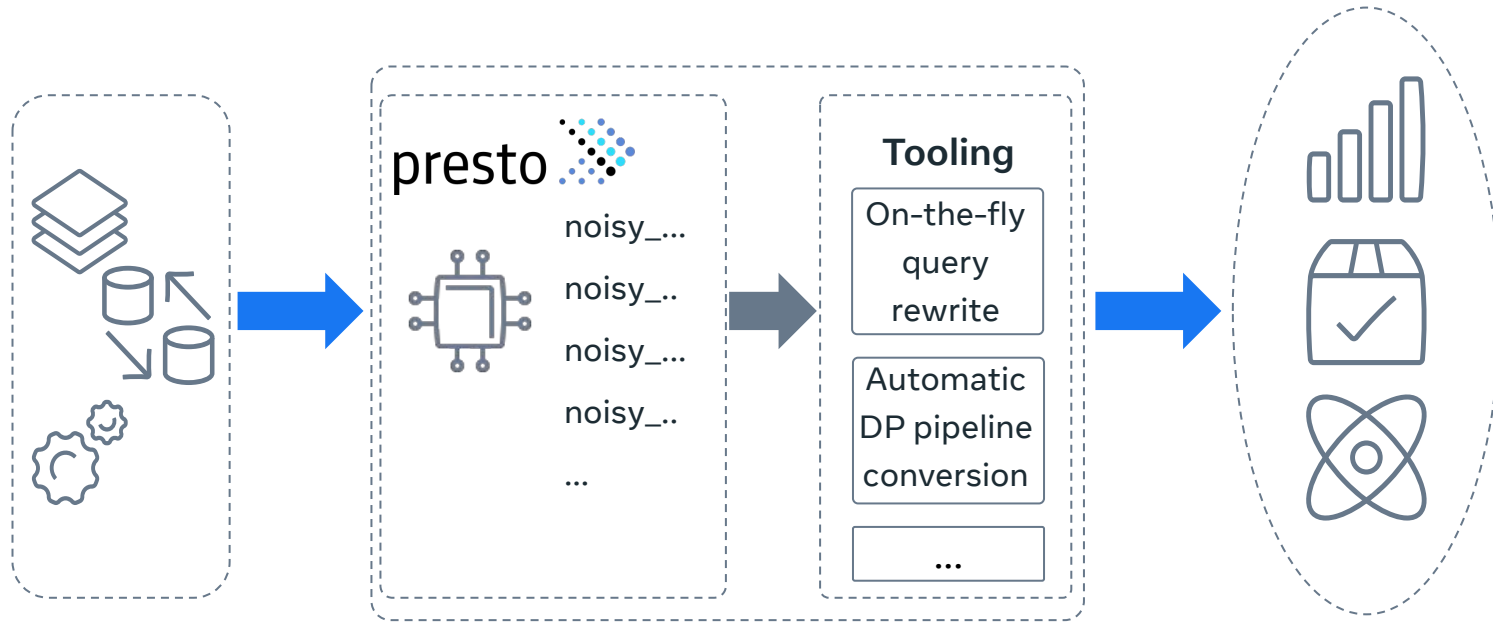 presto
noisy_...
noisy_..
noisy_...
noisy_..
...
Tooling
On-the-fly
query
rewrite
Automatic
DP pipeline
conversion
...